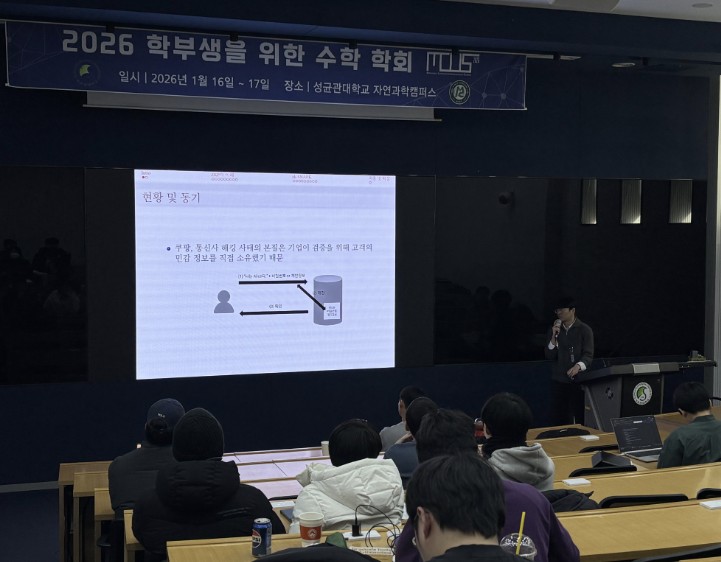 2026 학부생을 위한 수학 학회 MOUS
일시 | 2026년 1월 16일 ~ 17일 장소 | 성균관대학교 자연과학캠퍼스
현황 및 동기
• 쿠팡, 통신사 해킹 사태의 본질은 기업이 검증을 위해 고객의
민감 정보를 직접 소유했기 때문